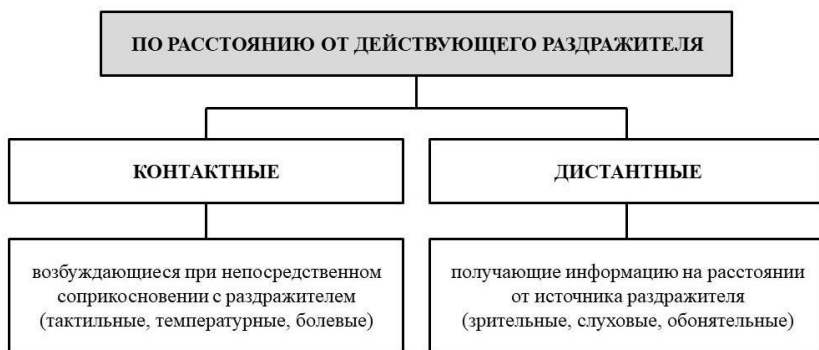 ПО РАССТОЯНИЮ ОТ ДЕЙСТВУЮЩЕГО РАЗДРАЖИТЕЛЯ
КОНТАКТНЫЕ
ДИСТАНТНЫЕ
возбуждающиеся при непосредственном
соприкосновении с раздражителем
(тактильные, температурные, болевые)
получающие информацию на расстоянии
от источника раздражителя
(зрительные, слуховые, обонятельные)